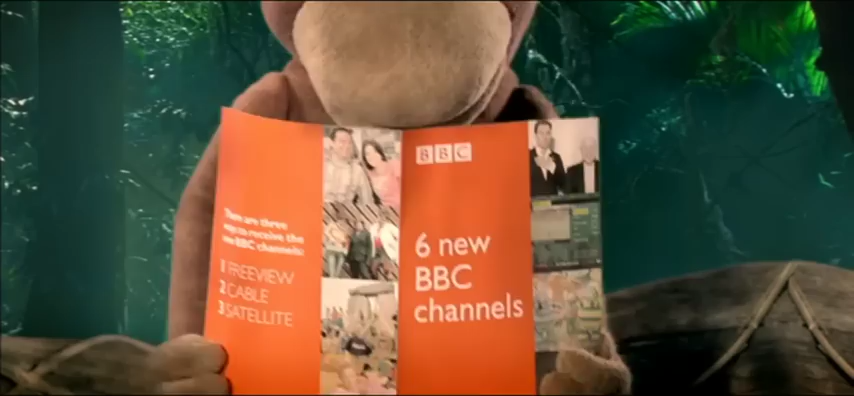 There are three
ways to receive the
new BBC channels:
1 FREEVIEW
2 CABLE
3 SATELLITE
BBC
6 new
BBC
channels